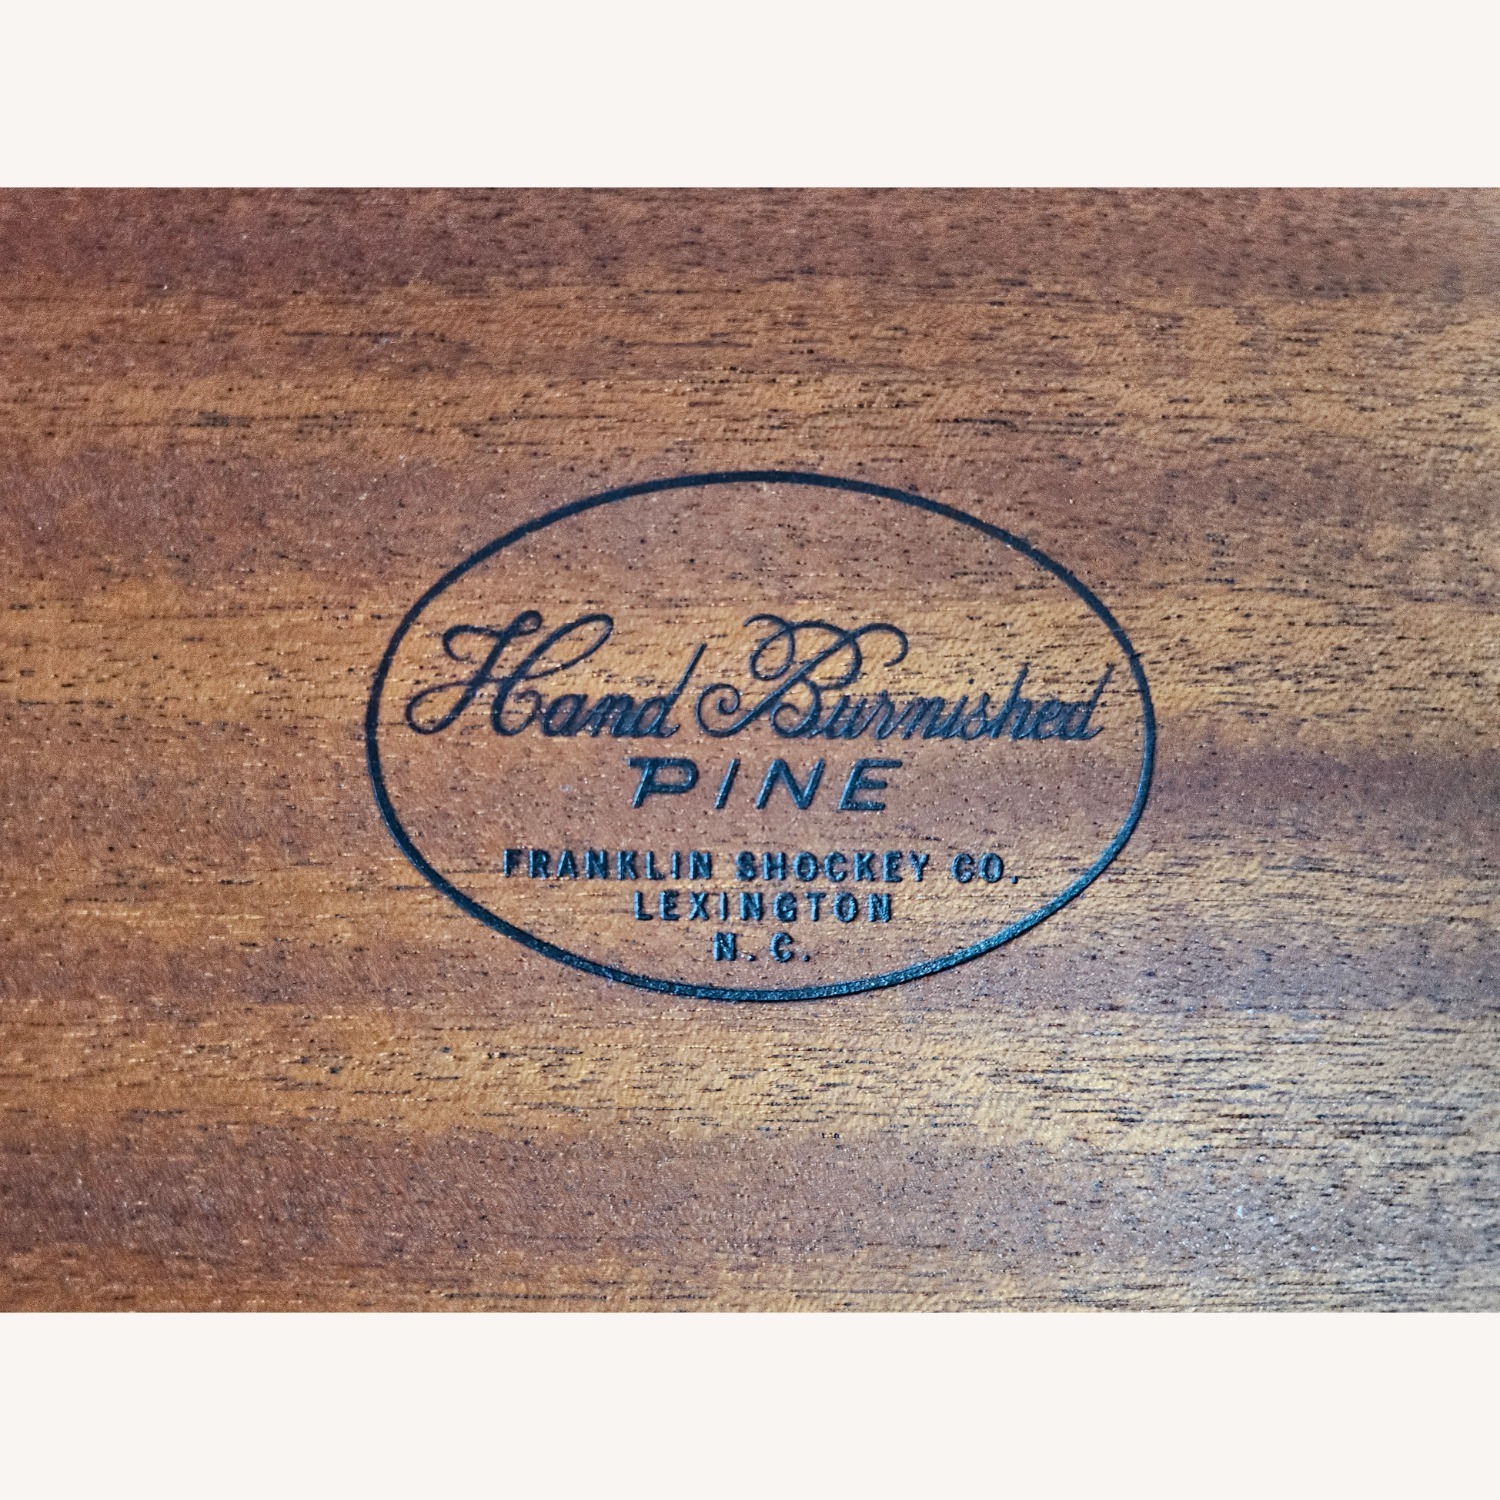 Hand Burnished
PINE
FRANKLIN SHOCKEY CO.
LEXINGTON
N. C.